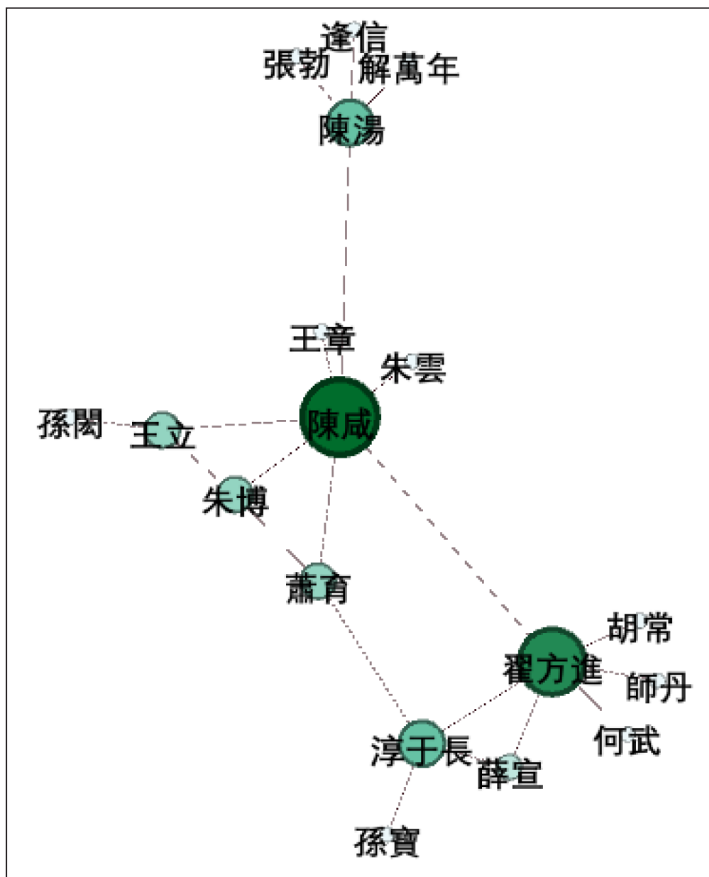 逢信
張勃
解萬年
陳湯
王章
朱雲
陳咸
孫閎
王立
朱博
蕭育
胡常
翟方進
師丹
何武
淳于長
薛宣
孫寶